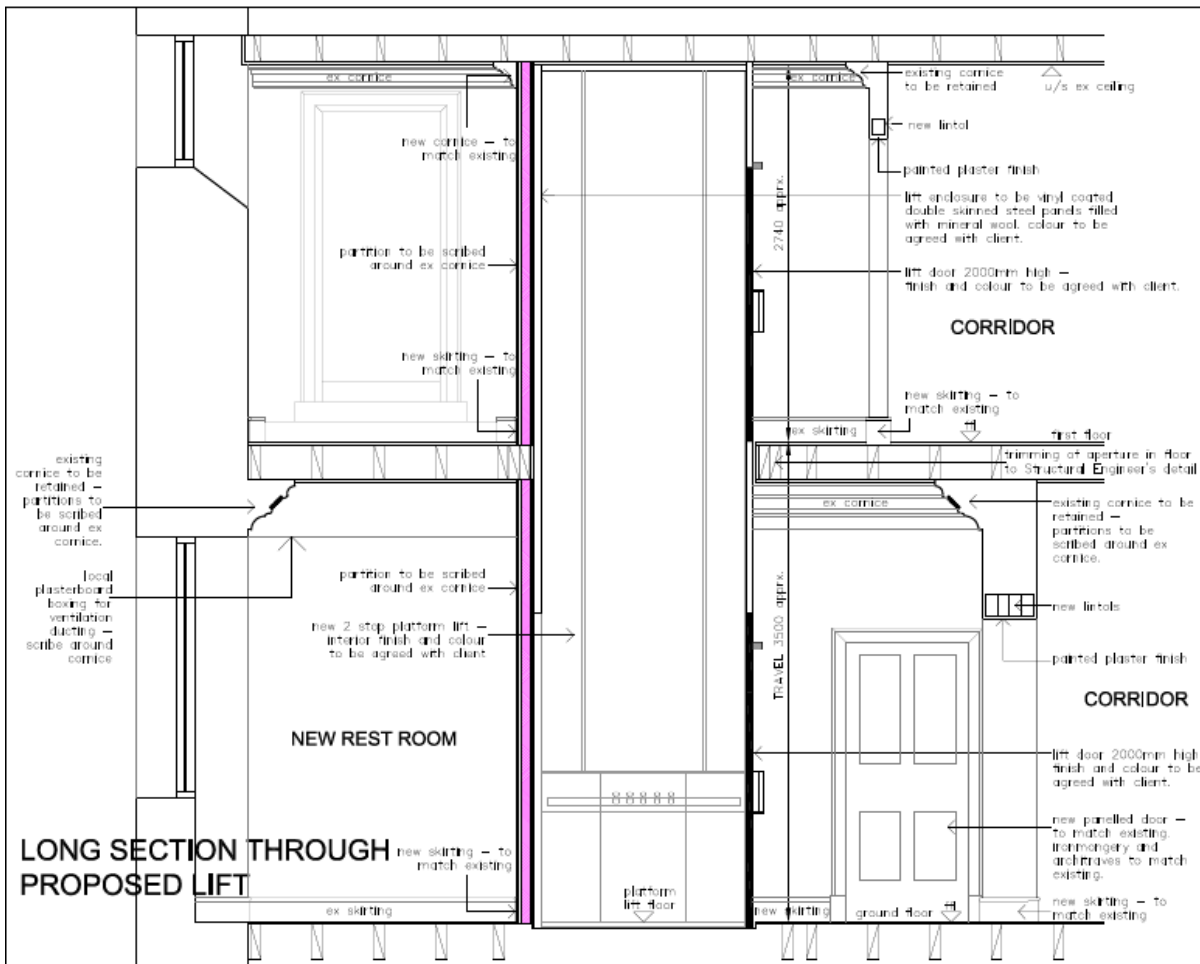 ex cornice
new cornice – to
match existing
partition to be scribed
around ex cornice
new skirting – to
match existing
ex cornice
existing cornice
to be retained
u/s ex ceiling
new lintol
painted plaster finish
lift enclosure to be vinyl coated
double skinned steel panels filled
with mineral wool. colour to be
agreed with client.
2740 apprx.
lift door 2000mm high –
finish and colour to be agreed with client.
CORRIDOR
new skirting – to
match existing
ex skirting
ffl
first floor
trimming of aperture in floor
to Structural Engineer's detail
existing
cornice to be
retained –
partitions to
be scribed
around ex
cornice.
local
plasterboard
boxing for
ventilation
ducting –
scribe around
cornice
partition to be scribed
around ex cornice
new 2 stop platform lift –
interior finish and colour
to be agreed with client
NEW REST ROOM
ex cornice
existing cornice to be
retained –
partitions to be
scribed around ex
cornice.
new lintols
TRAVEL 3500 apprx.
painted plaster finish
CORRIDOR
lift door 2000mm high
finish and colour to be
agreed with client.
new panelled door –
to match existing.
ironmongery and
architraves to match
existing.
LONG SECTION THROUGH
PROPOSED LIFT
new skirting – to
match existing
ex skirting
platform
lift floor
new skirting
ground floor
ffl
new skirting – to
match existing